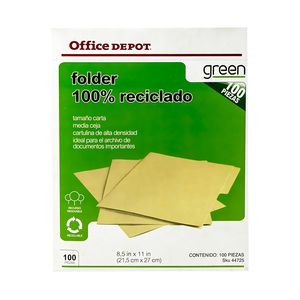 Office DEPOT.
green
100
PIEZAS
folder
100% reciclado
tamaño carta
media ceja
cartulina de alta densidad
ideal para el archivo de
documentos importantes
100
8,5 in x 11 in
(21,5 cm x 27 cm)
CONTENIDO: 100 PIEZAS
Sku 44725